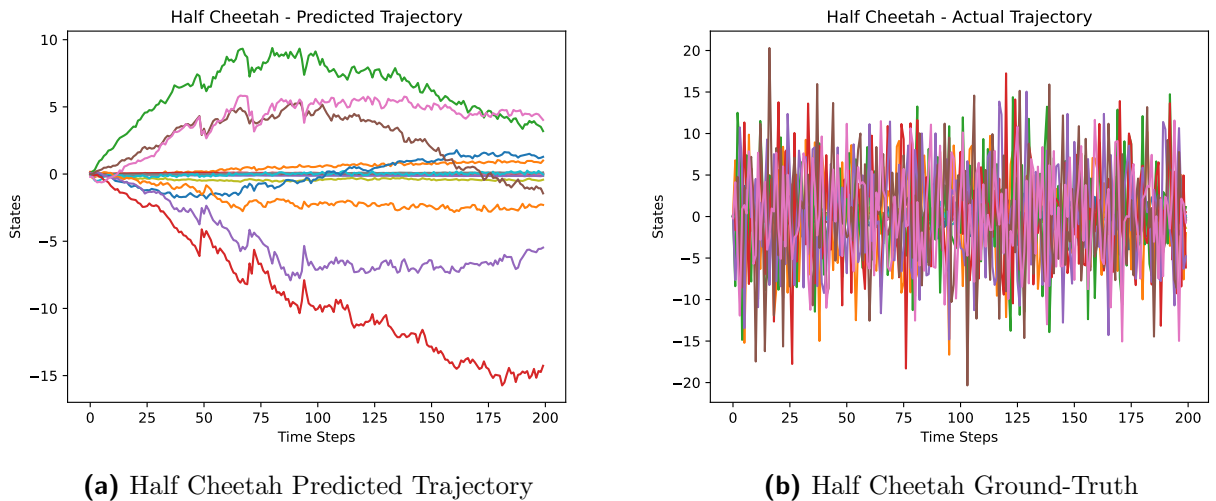 Half Cheetah - Predicted Trajectory
10
5
0
−5
−10
−15
States
0 25 50 75 100 125 150 175 200
Time Steps
(a) Half Cheetah Predicted Trajectory
Half Cheetah - Actual Trajectory
20
15
10
5
0
−5
−10
−15
−20
States
0 25 50 75 100 125 150 175 200
Time Steps
(b) Half Cheetah Ground-Truth